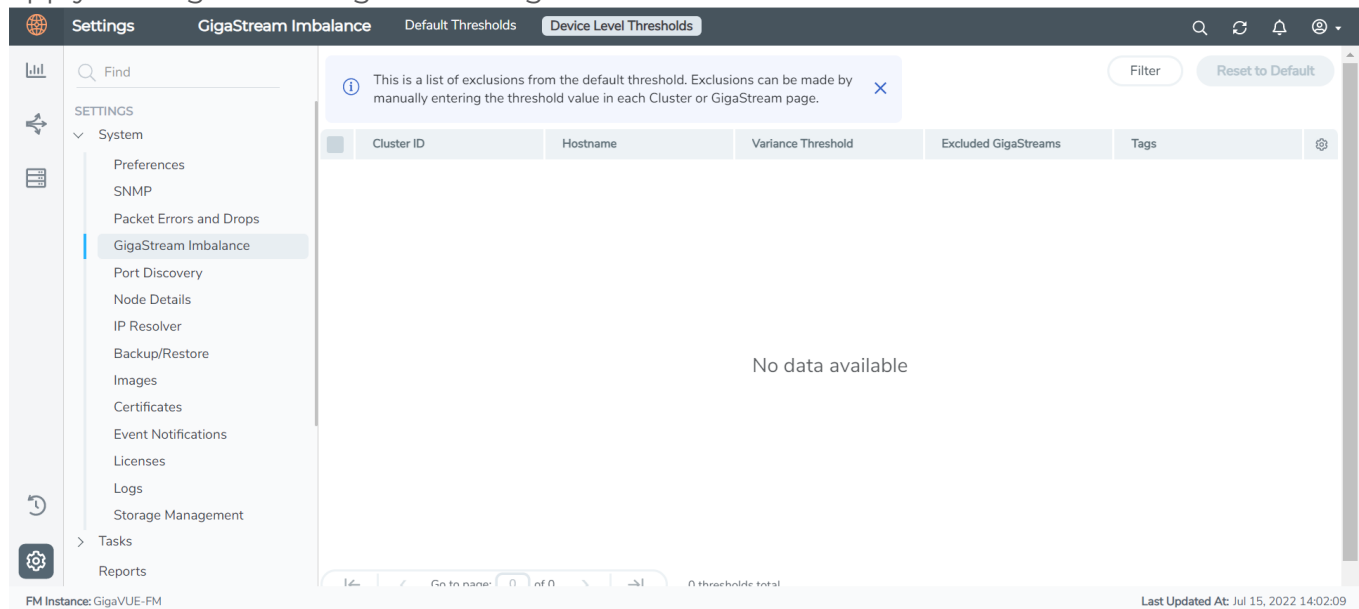 Settings GigaStream Imbalance Default Thresholds Device Level Thresholds
Find
This is a list of exclusions from the default threshold. Exclusions can be made by
manually entering the threshold value in each Cluster or GigaStream page.
Filter Reset to Default
SETTINGS
System
Preferences
SNMP
Packet Errors and Drops
GigaStream Imbalance
Port Discovery
Node Details
IP Resolver
Backup/Restore
Images
Certificates
Event Notifications
Licenses
Logs
Storage Management
Tasks
Reports
Cluster ID Hostname Variance Threshold Excluded GigaStreams Tags
No data available
Go to page: 0 of 0 0 thresholds total
FM Instance: GigaVUE-FM
Last Updated At: Jul 15, 2022 14:02:09